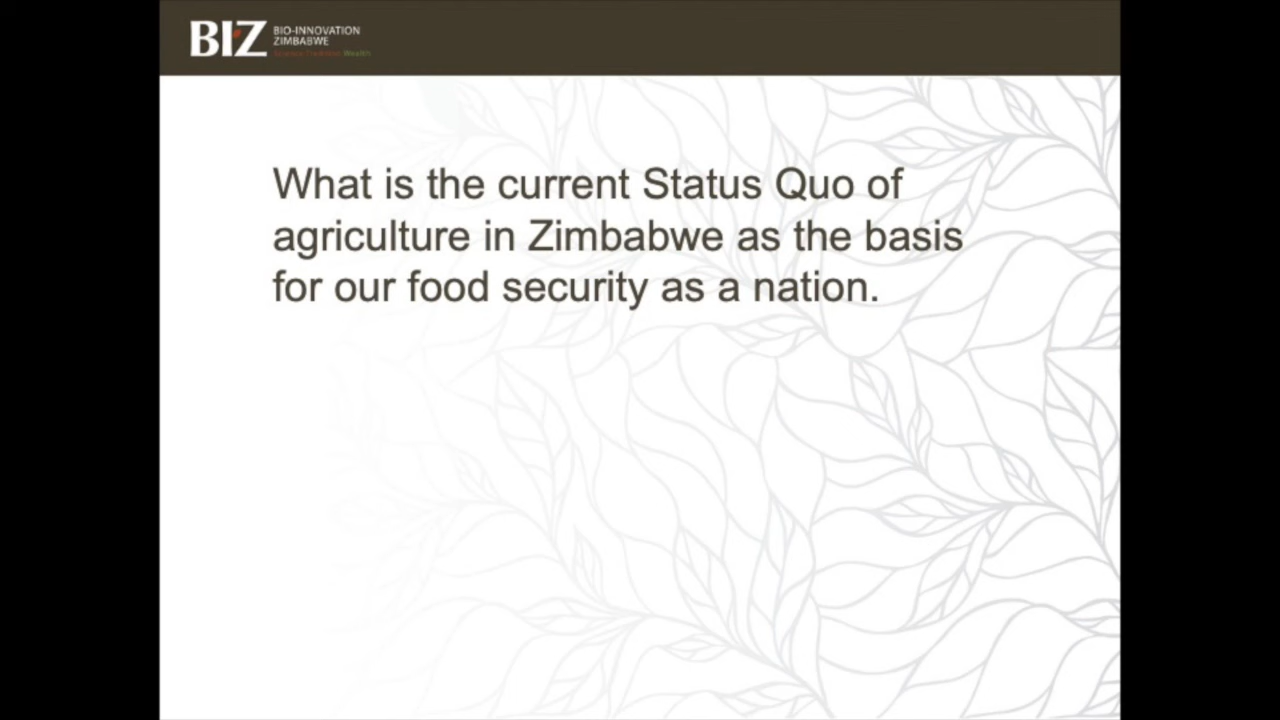 BIZ
BIO-INNOVATION
ZIMBABWE
What is the current Status Quo of
agriculture in Zimbabwe as the basis
for our food security as a nation.